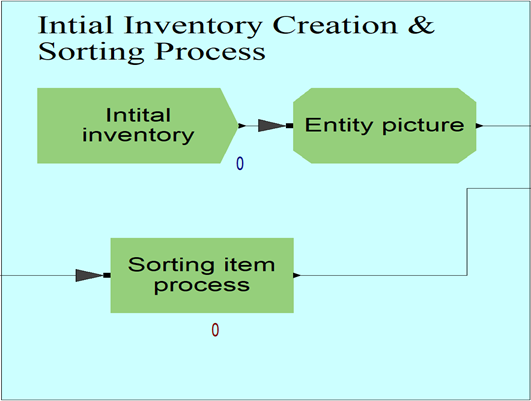 Intial Inventory Creation &
Sorting Process
Intital
inventory
Entity picture
0
Sorting item
process
0